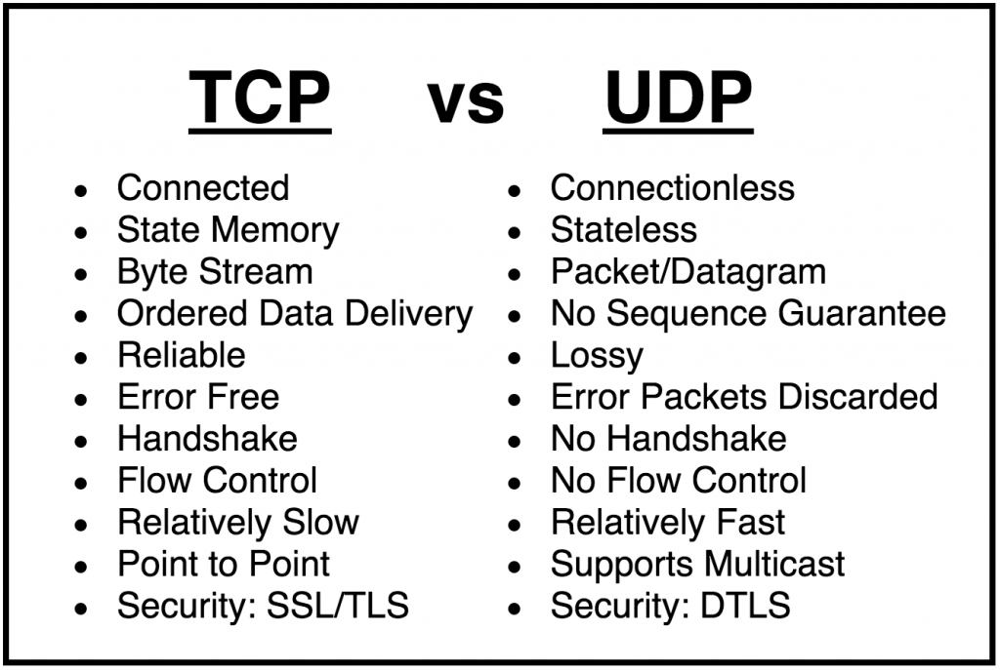 TCP vs UDP
• Connected
• State Memory
• Byte Stream
• Ordered Data Delivery
• Reliable
• Error Free
• Handshake
• Flow Control
• Relatively Slow
• Point to Point
• Security: SSL/TLS
• Connectionless
• Stateless
• Packet/Datagram
• No Sequence Guarantee
• Lossy
• Error Packets Discarded
• No Handshake
• No Flow Control
• Relatively Fast
• Supports Multicast
• Security: DTLS